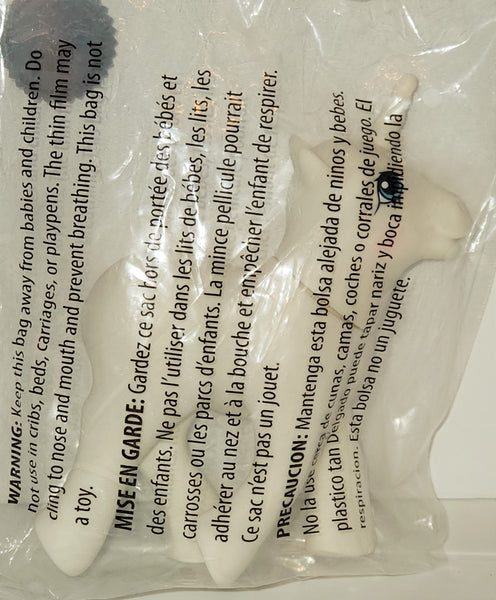 WARNING: Keep this bag away from babies and children. Do
not use in cribs, beds, carriages, or playpens. The thin film may
cling to nose and mouth and prevent breathing. This bag is not
a toy.
MISE EN GARDE: Gardez ce sac hors de portée des bébés et
des enfants. Ne pas l'utiliser dans les lits de bébes, les lits, les
carrosses ou les parcs d'enfants. La mince pellicule pourrait
adhérer au nez et à la bouche et empêcher l'enfant de respirer.
Ce sac n'est pas un jouet.
PRECAUCION: Mantenga esta bolsa alejada de ninos y bebes.
No la use cerca de cunas, camas, coches o corrales de juego. El
plastico tan Delgado puede tapar nariz y boca impidiendo la
respiracion. Esta bolsa no un juguete.